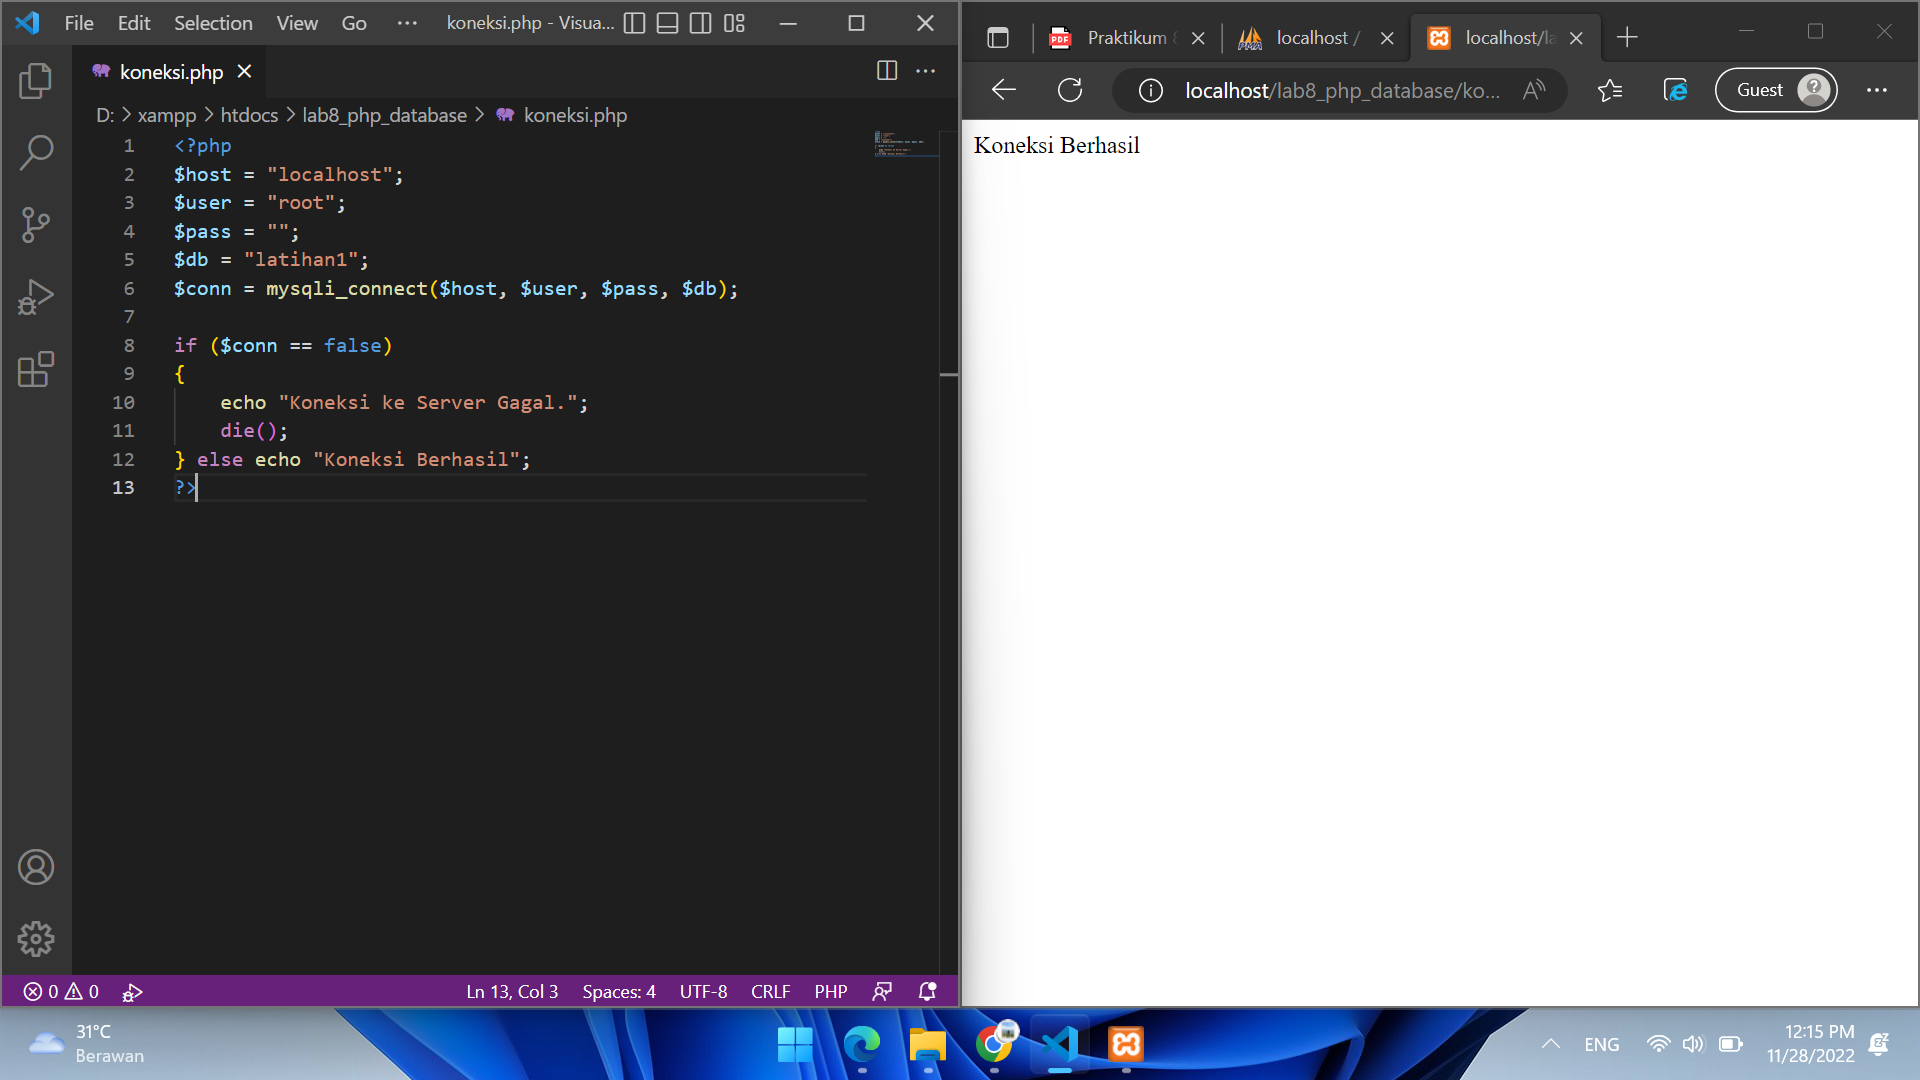 File Edit Selection View Go ··· koneksi.php - Visua...
koneksi.php
D: > xampp > htdocs > lab8_php_database > koneksi.php
1 <?php
2 $host = "localhost";
3 $user = "root";
4 $pass = "";
5 $db = "latihan1";
6 $conn = mysqli_connect($host, $user, $pass, $db);
7
8 if ($conn == false)
9 {
10     echo "Koneksi ke Server Gagal.";
11     die();
12 } else echo "Koneksi Berhasil";
13 ?>
0 0 Ln 13, Col 3 Spaces: 4 UTF-8 CRLF PHP
Praktikum localhost / localhost/la
localhost/lab8_php_database/ko... Guest
Koneksi Berhasil
31°C
Berawan
ENG
12:15 PM
11/28/2022